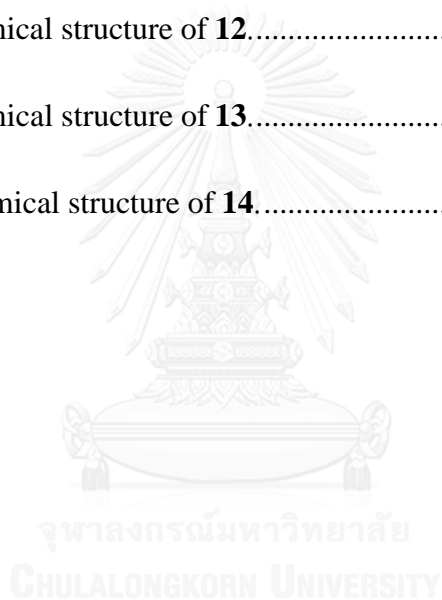 nical structure of 12.......................
nical structure of 13.......................
mical structure of 14.......................
จุฬาลงกรณ์มหาวิทยาลัย
CHULALONGKORN UNIVERSITY